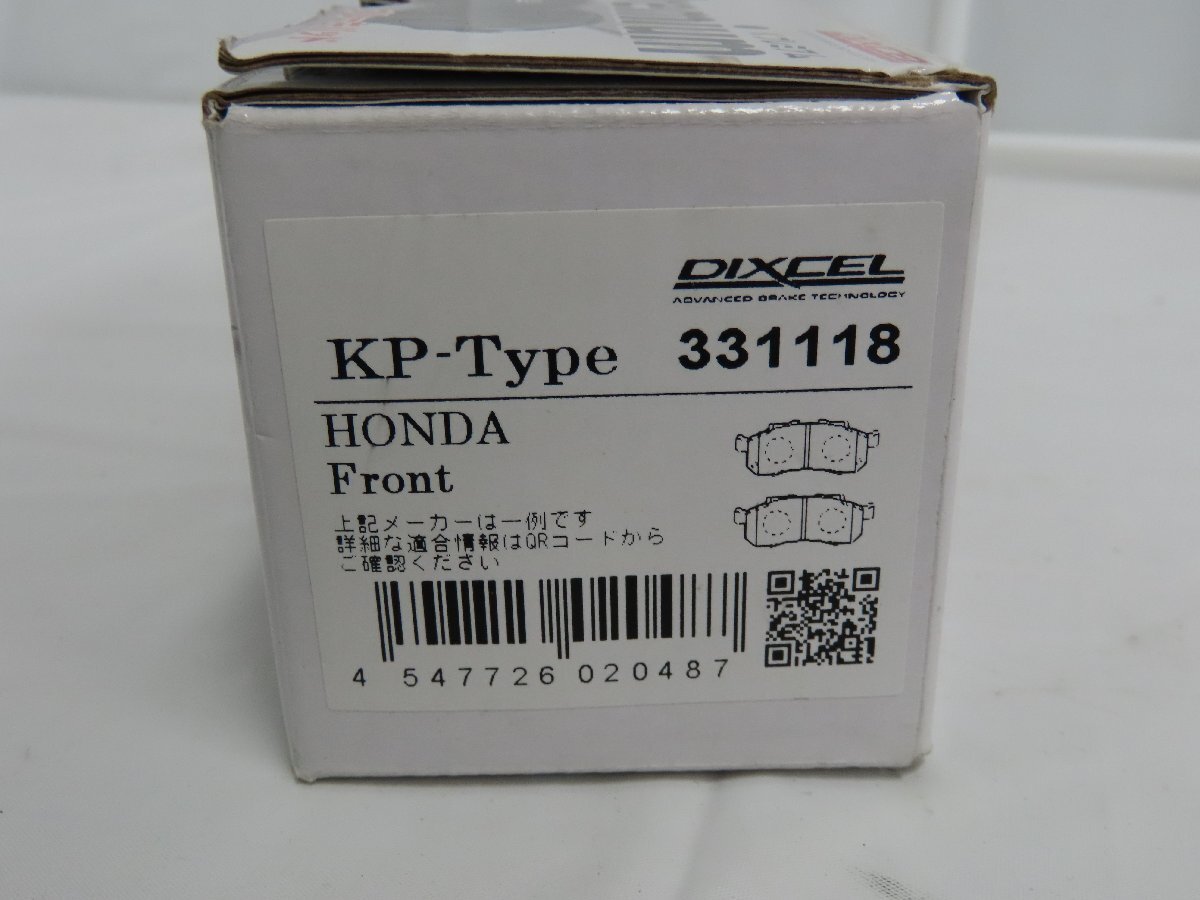 DIXCEL
ADVANCED BRAKE TECHNOLOGY
KP-Type 331118
HONDA
Front
上記メーカーは一例です
詳細な適合情報はQRコードから
ご確認ください
4 547726 020487